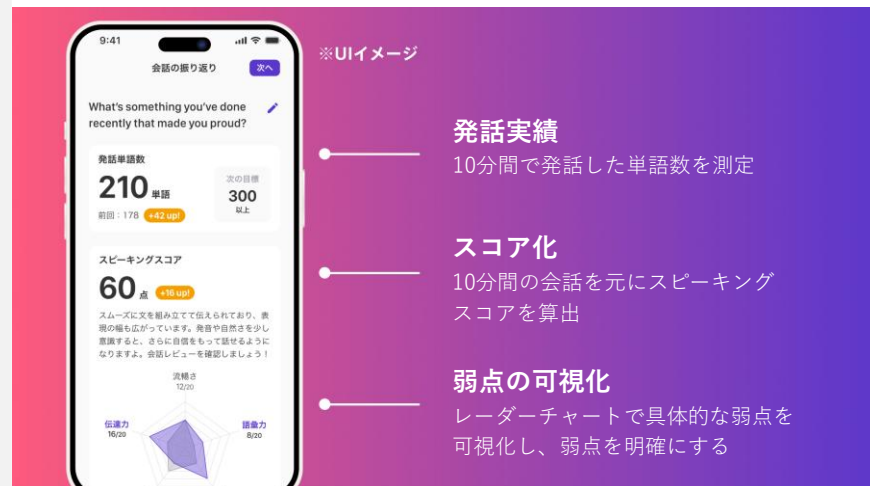 9:41
会話の振り返り
次へ
※UIイメージ
What's something you've done
recently that made you proud?
発話単語数
210 単語
前回：178 +42 up!
次の目標
300
以上
スピーキングスコア
60 点 +16 up!
スムーズに文を組み立てて伝えられており、表
現の幅も広がっています。発音や自然さを少し
意識すると、さらに自信をもって話せるように
なりますよ。会話レビューを確認しましょう！
流暢さ
12/20
伝達力
16/20
語彙力
8/20
発話実績
10分間で発話した単語数を測定
スコア化
10分間の会話を元にスピーキング
スコアを算出
弱点の可視化
レーダーチャートで具体的な弱点を
可視化し、弱点を明確にする